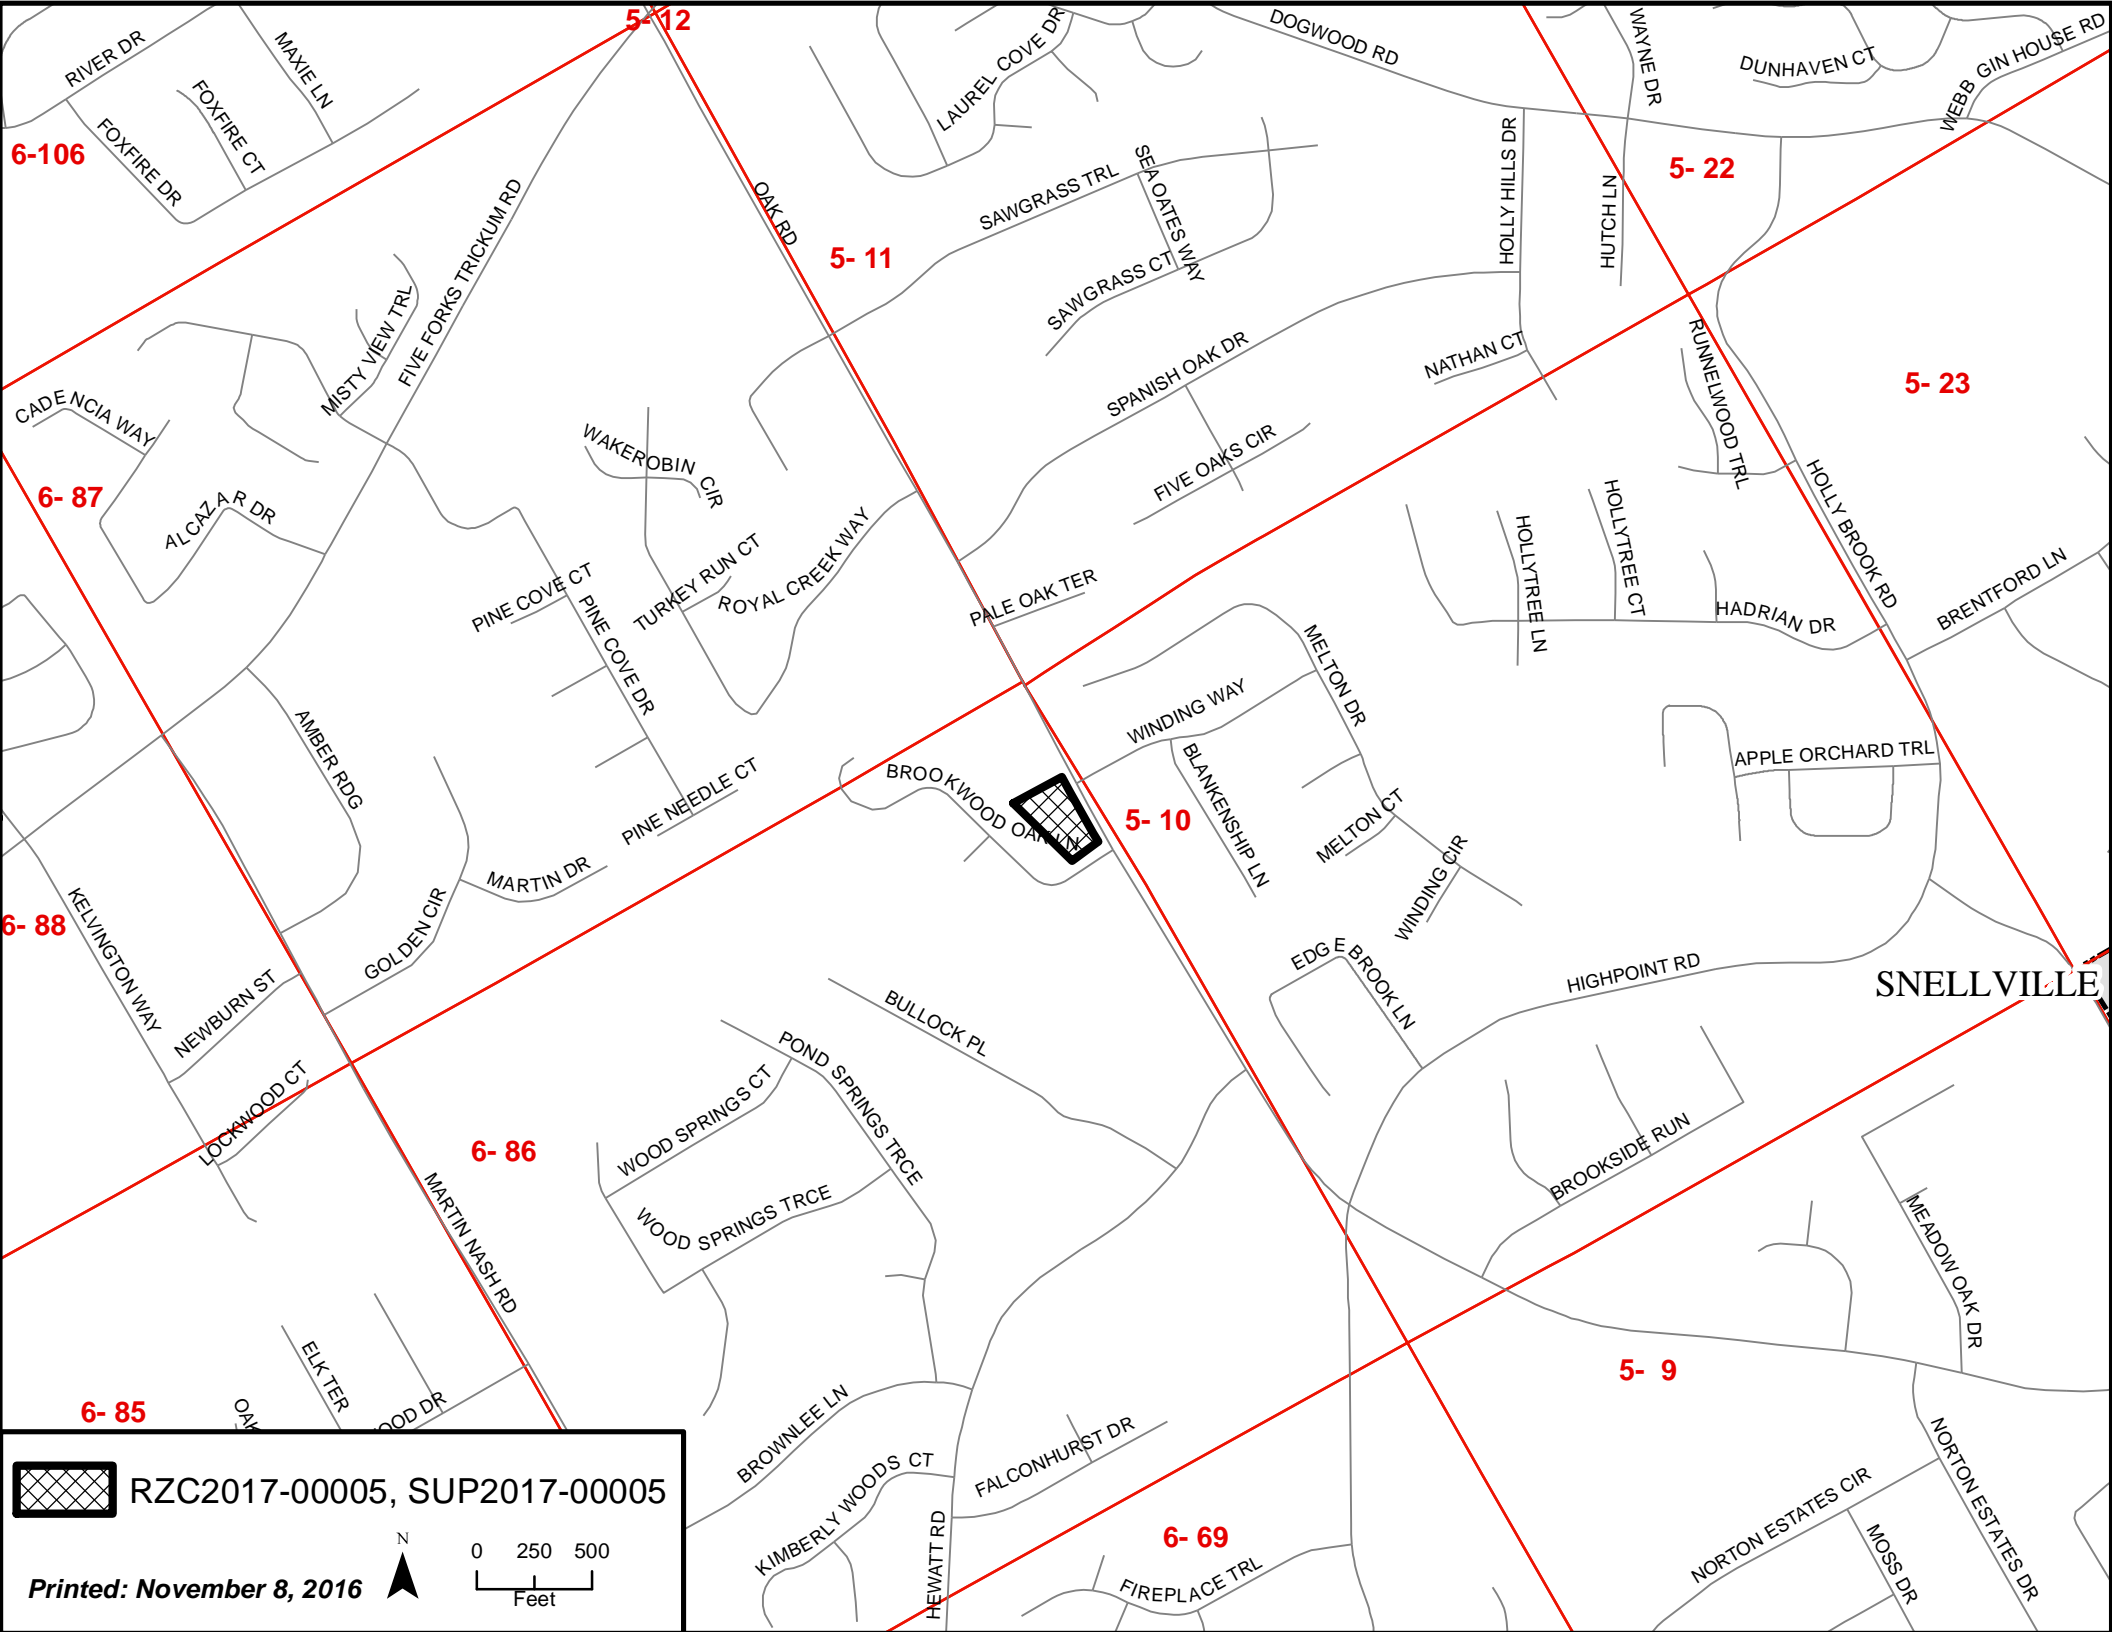 5- 12
RIVER DR
MAXIE LN
FOXFIRE CT
FOXFIRE DR
6-106
LAUREL COVE DR
DOGWOOD RD
WAYNE DR
DUNHAVEN CT
WEBB GIN HOUSE RD
5- 22
OAK RD
5- 11
SAWGRASS TRL
SEA OATES WAY
SAWGRASS CT
HOLLY HILLS DR
HUTCH LN
FIVE FORKS TRICKUM RD
MISTY VIEW TRL
SPANISH OAK DR
NATHAN CT
RUNNELWOOD TRL
5- 23
CADENCIA WAY
6- 87
ALCAZAR DR
WAKEROBIN CIR
FIVE OAKS CIR
HOLLY BROOK RD
HOLLYTREE LN
HOLLYTREE CT
HADRIAN DR
BRENTFORD LN
PINE COVE CT
PINE COVE DR
TURKEY RUN CT
ROYAL CREEK WAY
PALE OAK TER
MELTON DR
WINDING WAY
BLANKENSHIP LN
APPLE ORCHARD TRL
AMBER RDG
PINE NEEDLE CT
BROOKWOOD OAK LN
5- 10
MELTON CT
WINDING CIR
MARTIN DR
GOLDEN CIR
6- 88
KELVINGTON WAY
NEWBURN ST
LOCKWOOD CT
EDGEBROOK LN
HIGHPOINT RD
SNELLVILLE
BULLOCK PL
POND SPRINGS TRCE
WOOD SPRINGS CT
WOOD SPRINGS TRCE
6- 86
MARTIN NASH RD
BROOKSIDE RUN
MEADOW OAK DR
5- 9
ELK TER
OAK
OOD DR
6- 85
BROWNLEE LN
KIMBERLY WOODS CT
FALCONHURST DR
HEWATT RD
6- 69
FIREPLACE TRL
NORTON ESTATES CIR
MOSS DR
NORTON ESTATES DR
RZC2017-00005, SUP2017-00005
N
0 250 500
Feet
Printed: November 8, 2016